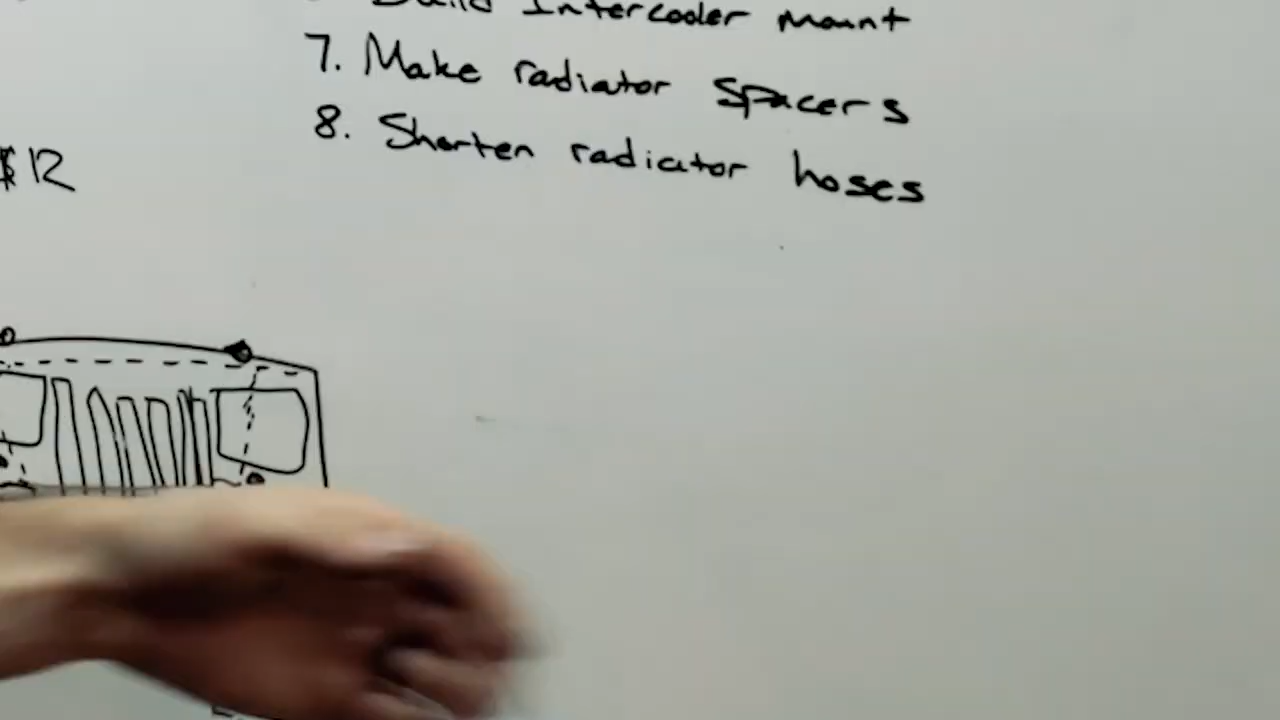 Build Intercooler Mount
7. Make radiator Spacers
8. Shorten radiator hoses
$12